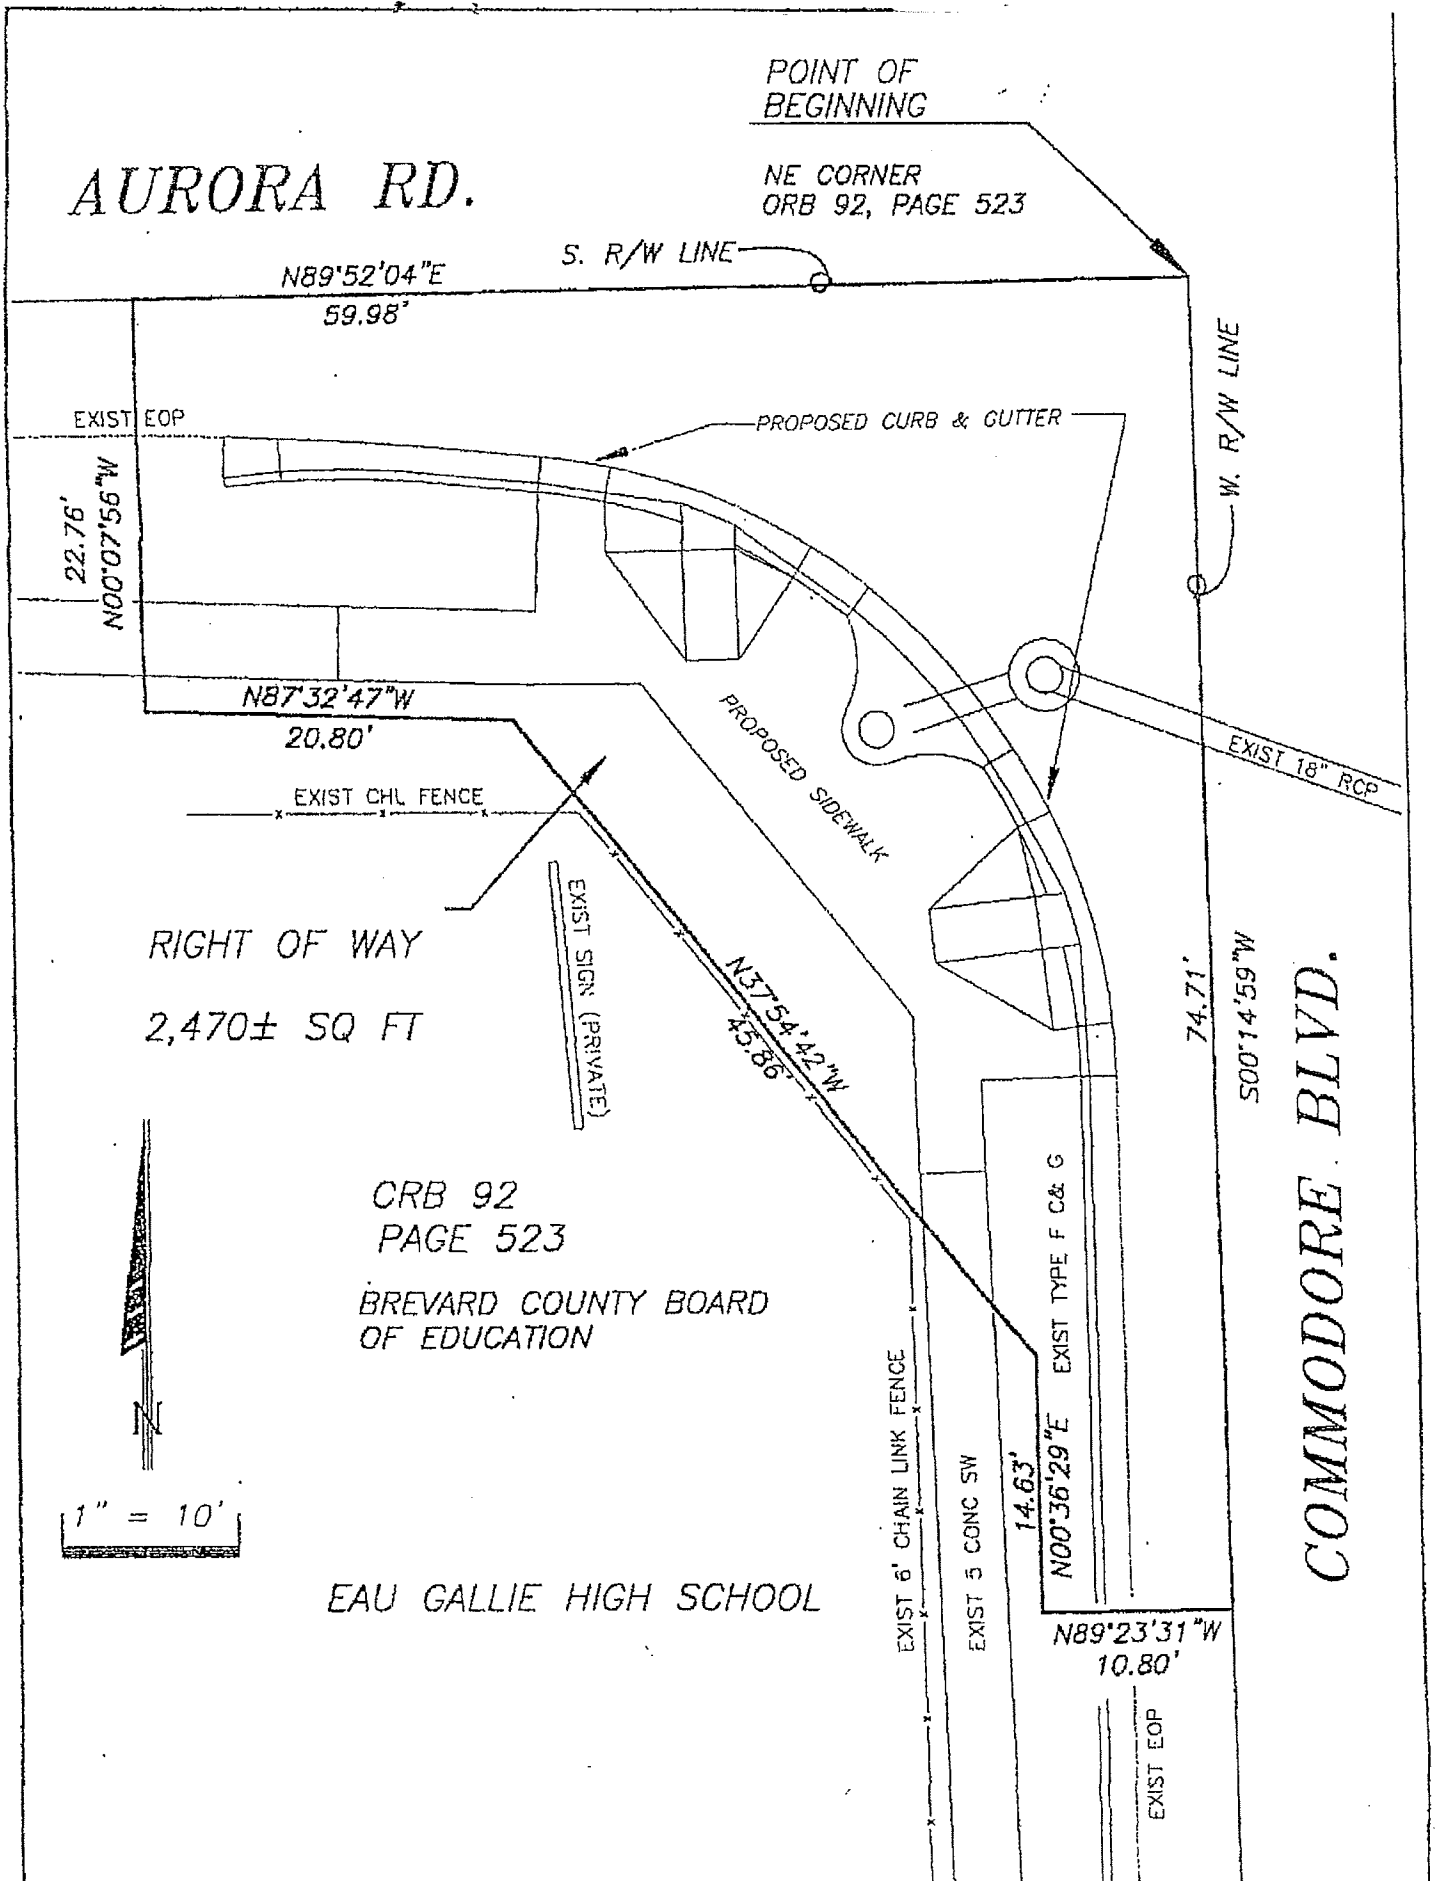 POINT OF
BEGINNING
AURORA RD.
NE CORNER
ORB 92, PAGE 523
S. R/W LINE
N89°52'04"E
59.98'
W. R/W LINE
EXIST EOP
PROPOSED CURB & GUTTER
22.76'
N00°07'56"W
N87°32'47"W
20.80'
PROPOSED SIDEWALK
EXIST 18" RCP
EXIST CHL FENCE
EXIST SIGN (PRIVATE)
RIGHT OF WAY
2,470± SQ FT
N37°54'42"W
45.86'
74.71'
S00°14'59"W
COMMODORE BLVD.
CRB 92
PAGE 523
BREVARD COUNTY BOARD
OF EDUCATION
EXIST TYPE F C& G
N
1" = 10'
EXIST 6' CHAIN LINK FENCE
EXIST 5 CONC SW
14.63'
N00°36'29"E
EAU GALLIE HIGH SCHOOL
N89°23'31"W
10.80'
EXIST EOP